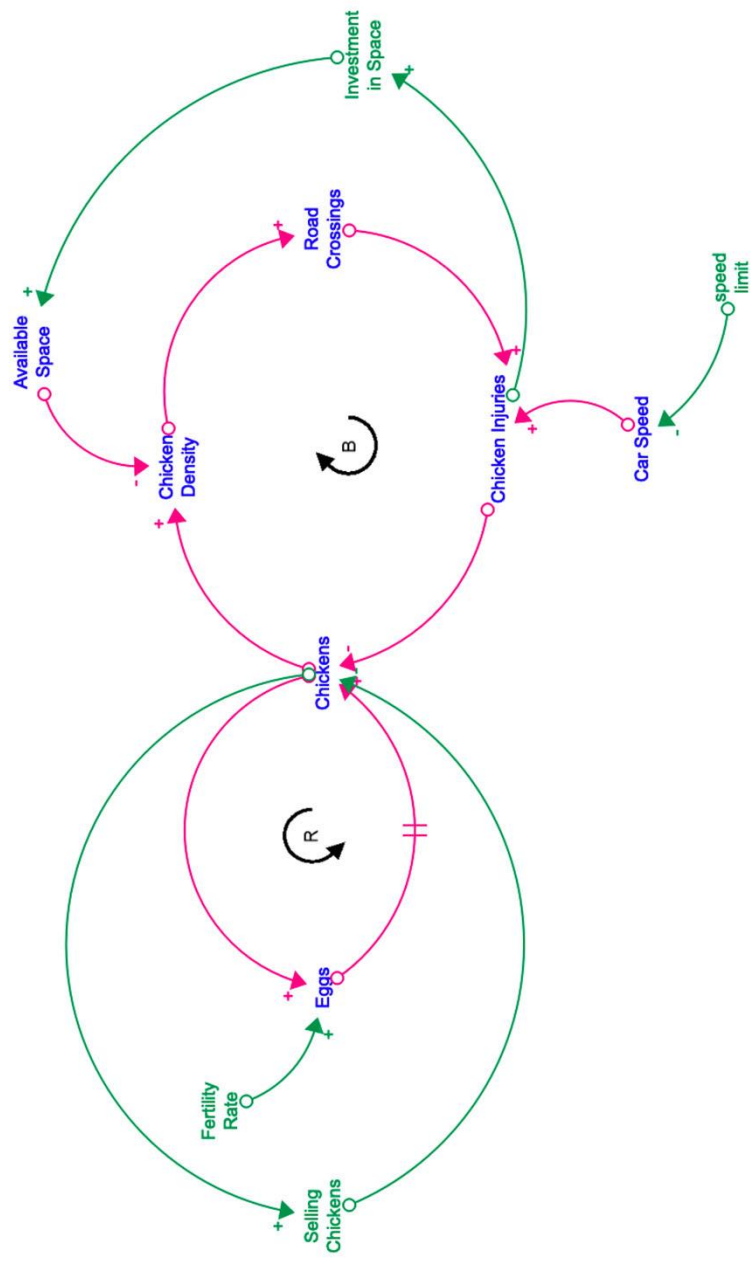 Selling
Chickens
+
Fertility
Rate
+
Eggs
+
R
Chickens
-
+
-
+
Chicken
Density
-
Available
Space
+
B
Road
Crossings
+
Chicken Injuries
+
+
Car Speed
-
speed
limit
Investment
in Space
+